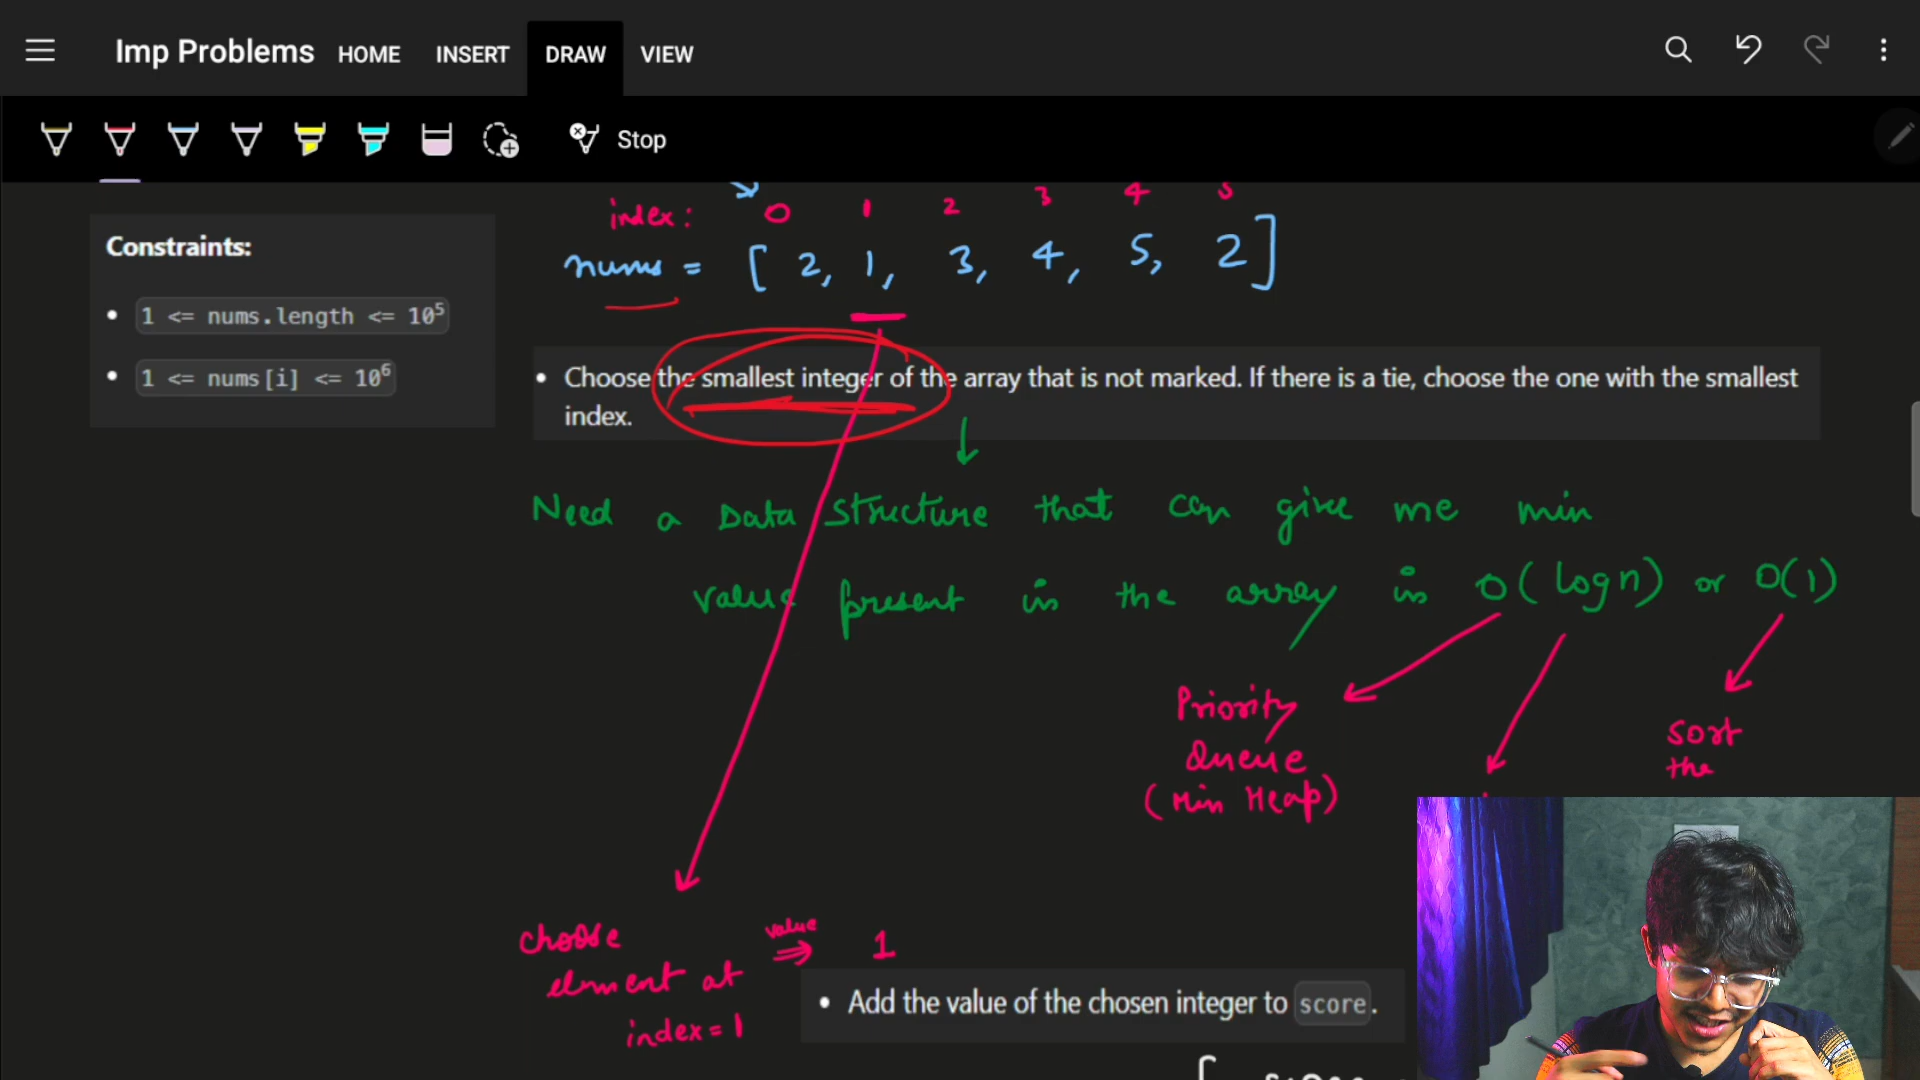 Imp Problems HOME INSERT DRAW VIEW
Stop
index: 0 1 2 3 4 5
Constraints:
nums = [ 2, 1, 3, 4, 5, 2 ]
1 <= nums.length <= 10^5
1 <= nums[i] <= 10^6
Choose the smallest integer of the array that is not marked. If there is a tie, choose the one with the smallest
index.
Need a Data Structure that can give me min
value present in the array in O(logn) or O(1)
Priority
Queue
(Min Heap)
Sort
the
choose
element at
index = 1
value
⇒ 1
Add the value of the chosen integer to score.